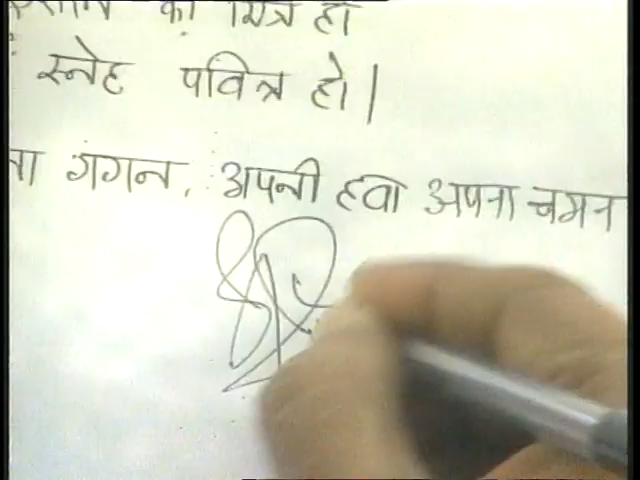 का मित्र हो
स्नेह पवित्र हो।
गगन, अपनी हवा अपना चमन